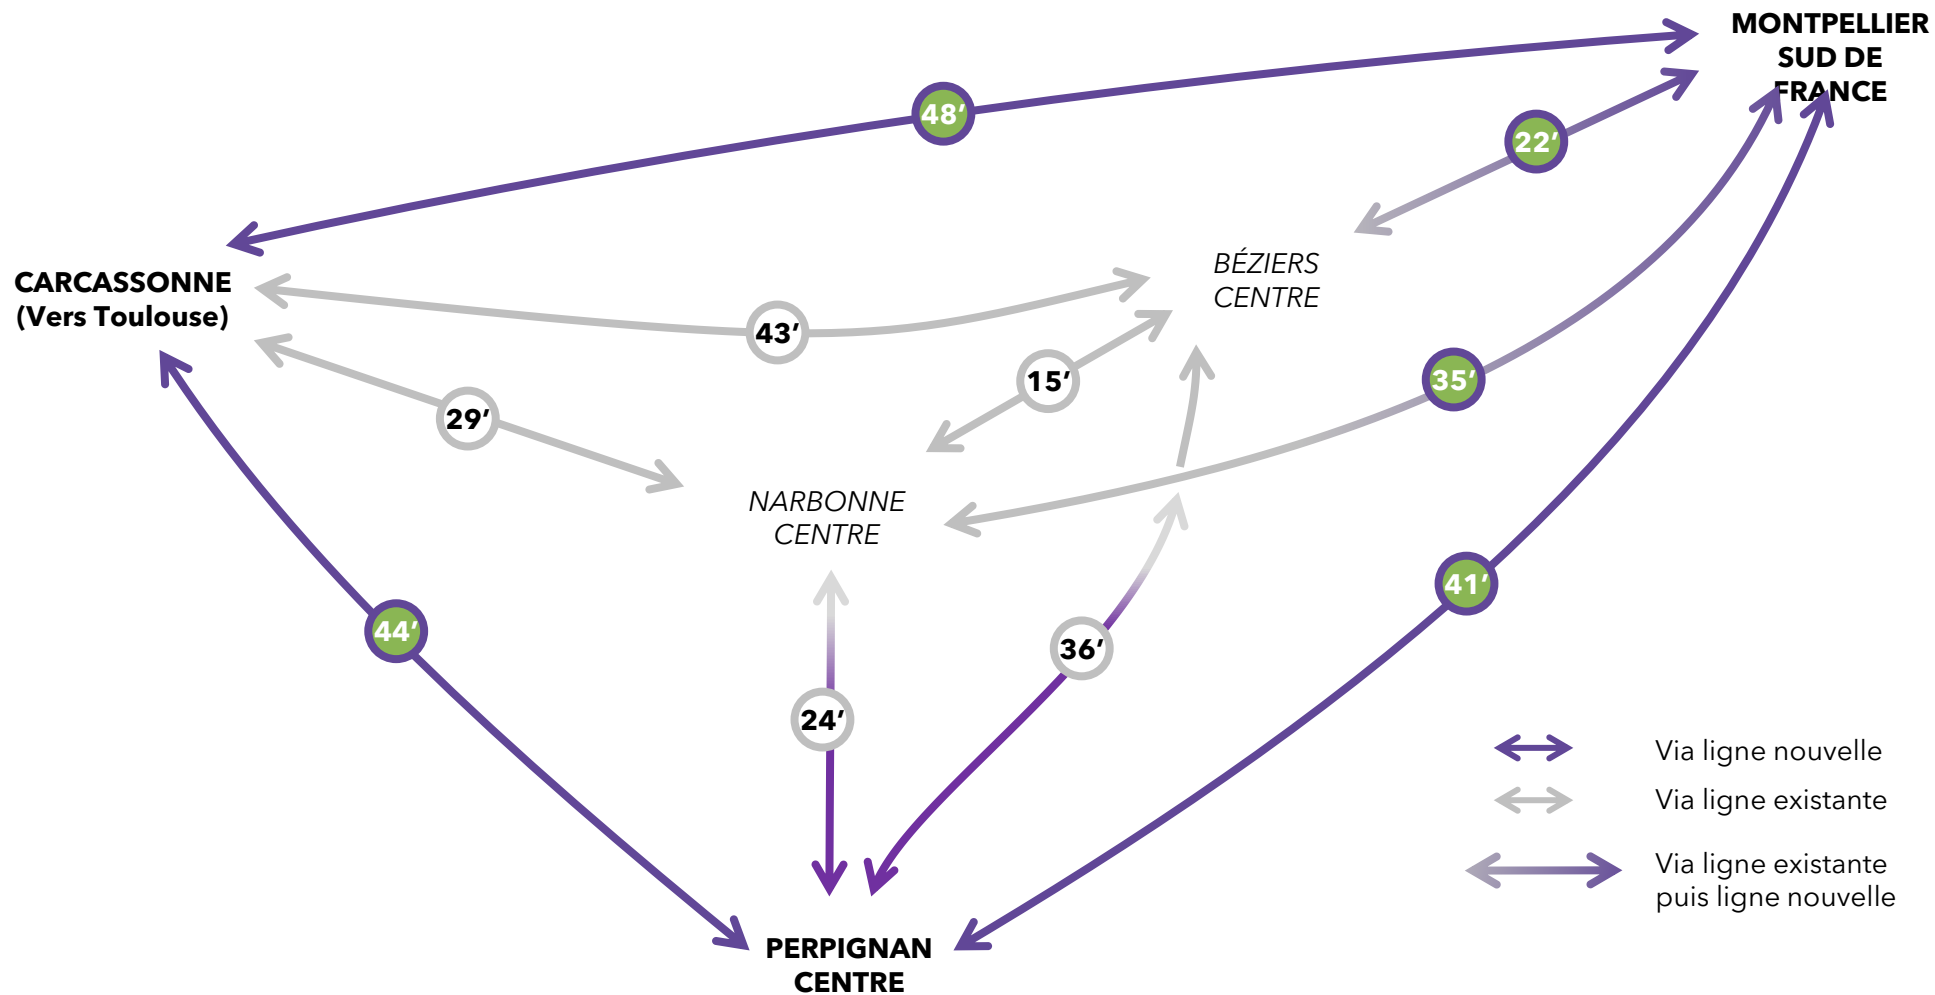 MONTPELLIER
SUD DE
FRANCE
48’
22’
BÉZIERS
CENTRE
CARCASSONNE
(Vers Toulouse)
43’
15’
35’
29’
NARBONNE
CENTRE
41’
44’
36’
24’
Via ligne nouvelle
Via ligne existante
Via ligne existante
puis ligne nouvelle
PERPIGNAN
CENTRE